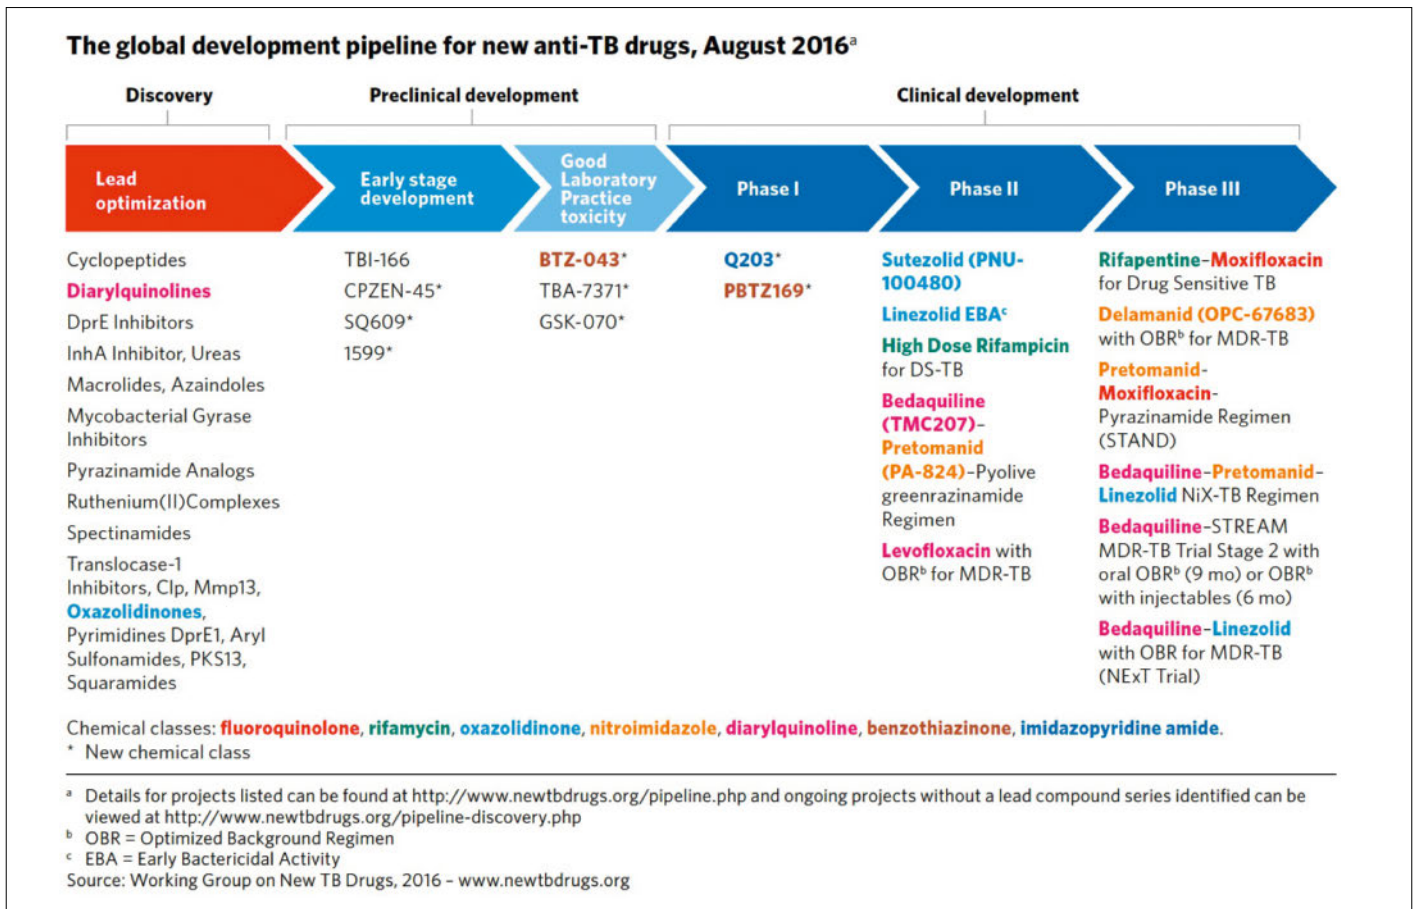 The global development pipeline for new anti-TB drugs, August 2016ᵃ
Discovery
Preclinical development
Clinical development
Lead
optimization
Early stage
development
Good
Laboratory
Practice
toxicity
Phase I
Phase II
Phase III
Cyclopeptides
Diarylquinolines
DprE Inhibitors
InhA Inhibitor, Ureas
Macrolides, Azaindoles
Mycobacterial Gyrase
Inhibitors
Pyrazinamide Analogs
Ruthenium(II)Complexes
Spectinamides
Translocase-1
Inhibitors, Clp, Mmp13,
Oxazolidinones,
Pyrimidines DprE1, Aryl
Sulfonamides, PKS13,
Squaramides
TBI-166
CPZEN-45*
SQ609*
1599*
BTZ-043*
TBA-7371*
GSK-070*
Q203*
PBTZ169*
Sutezolid (PNU-
100480)
Linezolid EBAᶜ
High Dose Rifampicin
for DS-TB
Bedaquiline
(TMC207)–
Pretomanid
(PA-824)–Pyolive
greenrazinamide
Regimen
Levofloxacin with
OBRᵇ for MDR-TB
Rifapentine–Moxifloxacin
for Drug Sensitive TB
Delamanid (OPC-67683)
with OBRᵇ for MDR-TB
Pretomanid-
Moxifloxacin-
Pyrazinamide Regimen
(STAND)
Bedaquiline–Pretomanid–
Linezolid NiX-TB Regimen
Bedaquiline–STREAM
MDR-TB Trial Stage 2 with
oral OBRᵇ (9 mo) or OBRᵇ
with injectables (6 mo)
Bedaquiline–Linezolid
with OBR for MDR-TB
(NExT Trial)
Chemical classes: fluoroquinolone, rifamycin, oxazolidinone, nitroimidazole, diarylquinoline, benzothiazinone, imidazopyridine amide.
* New chemical class
ᵃ Details for projects listed can be found at http://www.newtbdrugs.org/pipeline.php and ongoing projects without a lead compound series identified can be
viewed at http://www.newtbdrugs.org/pipeline-discovery.php
ᵇ OBR = Optimized Background Regimen
ᶜ EBA = Early Bactericidal Activity
Source: Working Group on New TB Drugs, 2016 – www.newtbdrugs.org